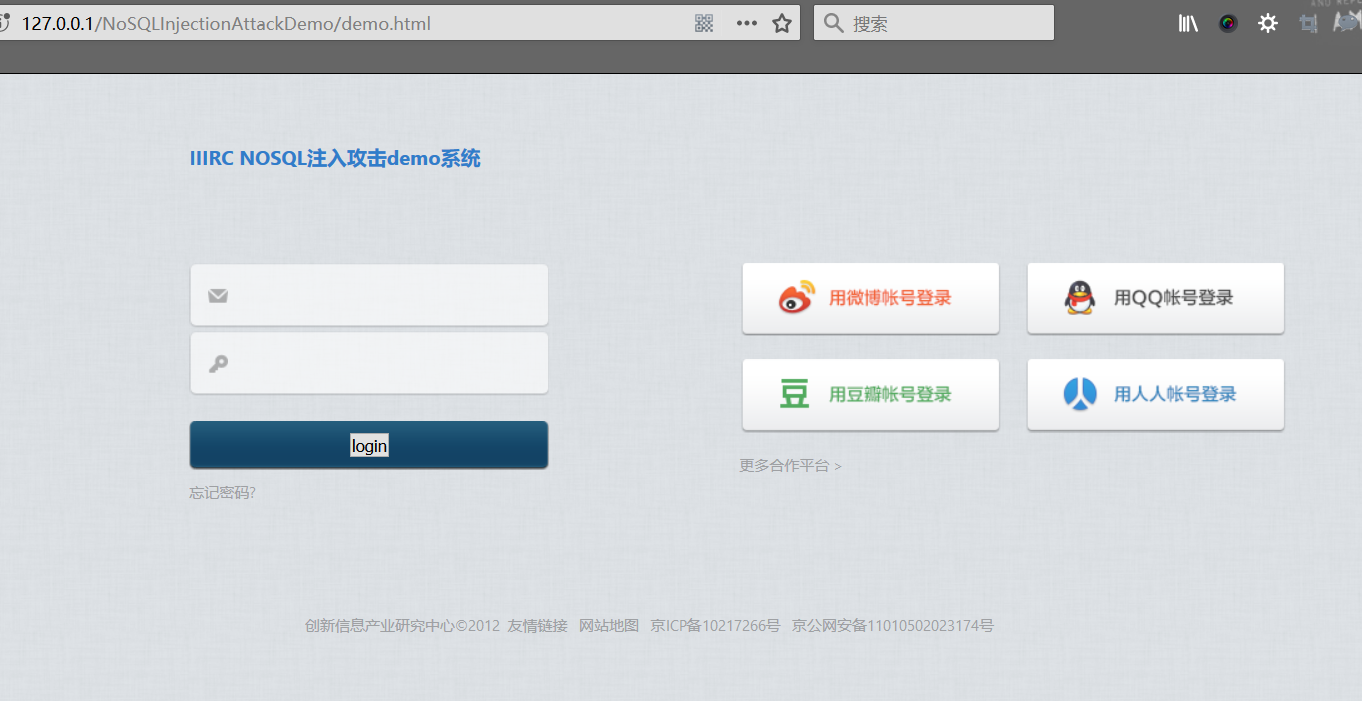 127.0.0.1/NoSQLInjectionAttackDemo/demo.html
搜索
IIIRC NOSQL注入攻击demo系统
用微博帐号登录
用QQ帐号登录
豆 用豆瓣帐号登录
用人人帐号登录
login
更多合作平台 >
忘记密码?
创新信息产业研究中心©2012 友情链接 网站地图 京ICP备10217266号 京公网安备11010502023174号